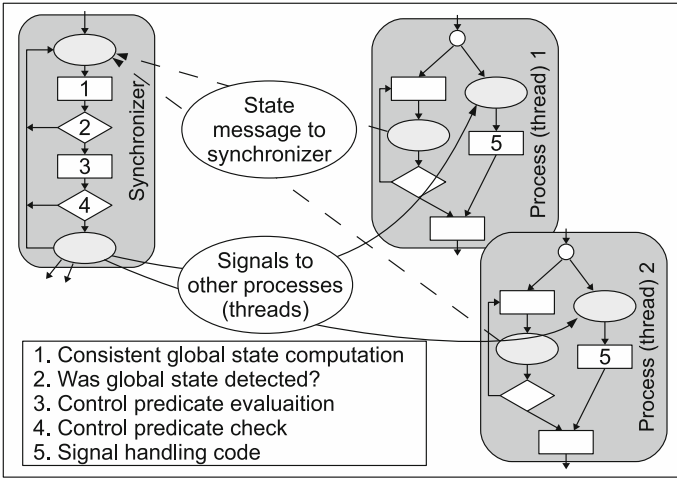 1
2
3
4
Synchronizer
State
message to
synchronizer
5
Process (thread) 1
Signals to
other processes
(threads)
5
Process (thread) 2
1. Consistent global state computation
2. Was global state detected?
3. Control predicate evaluaition
4. Control predicate check
5. Signal handling code